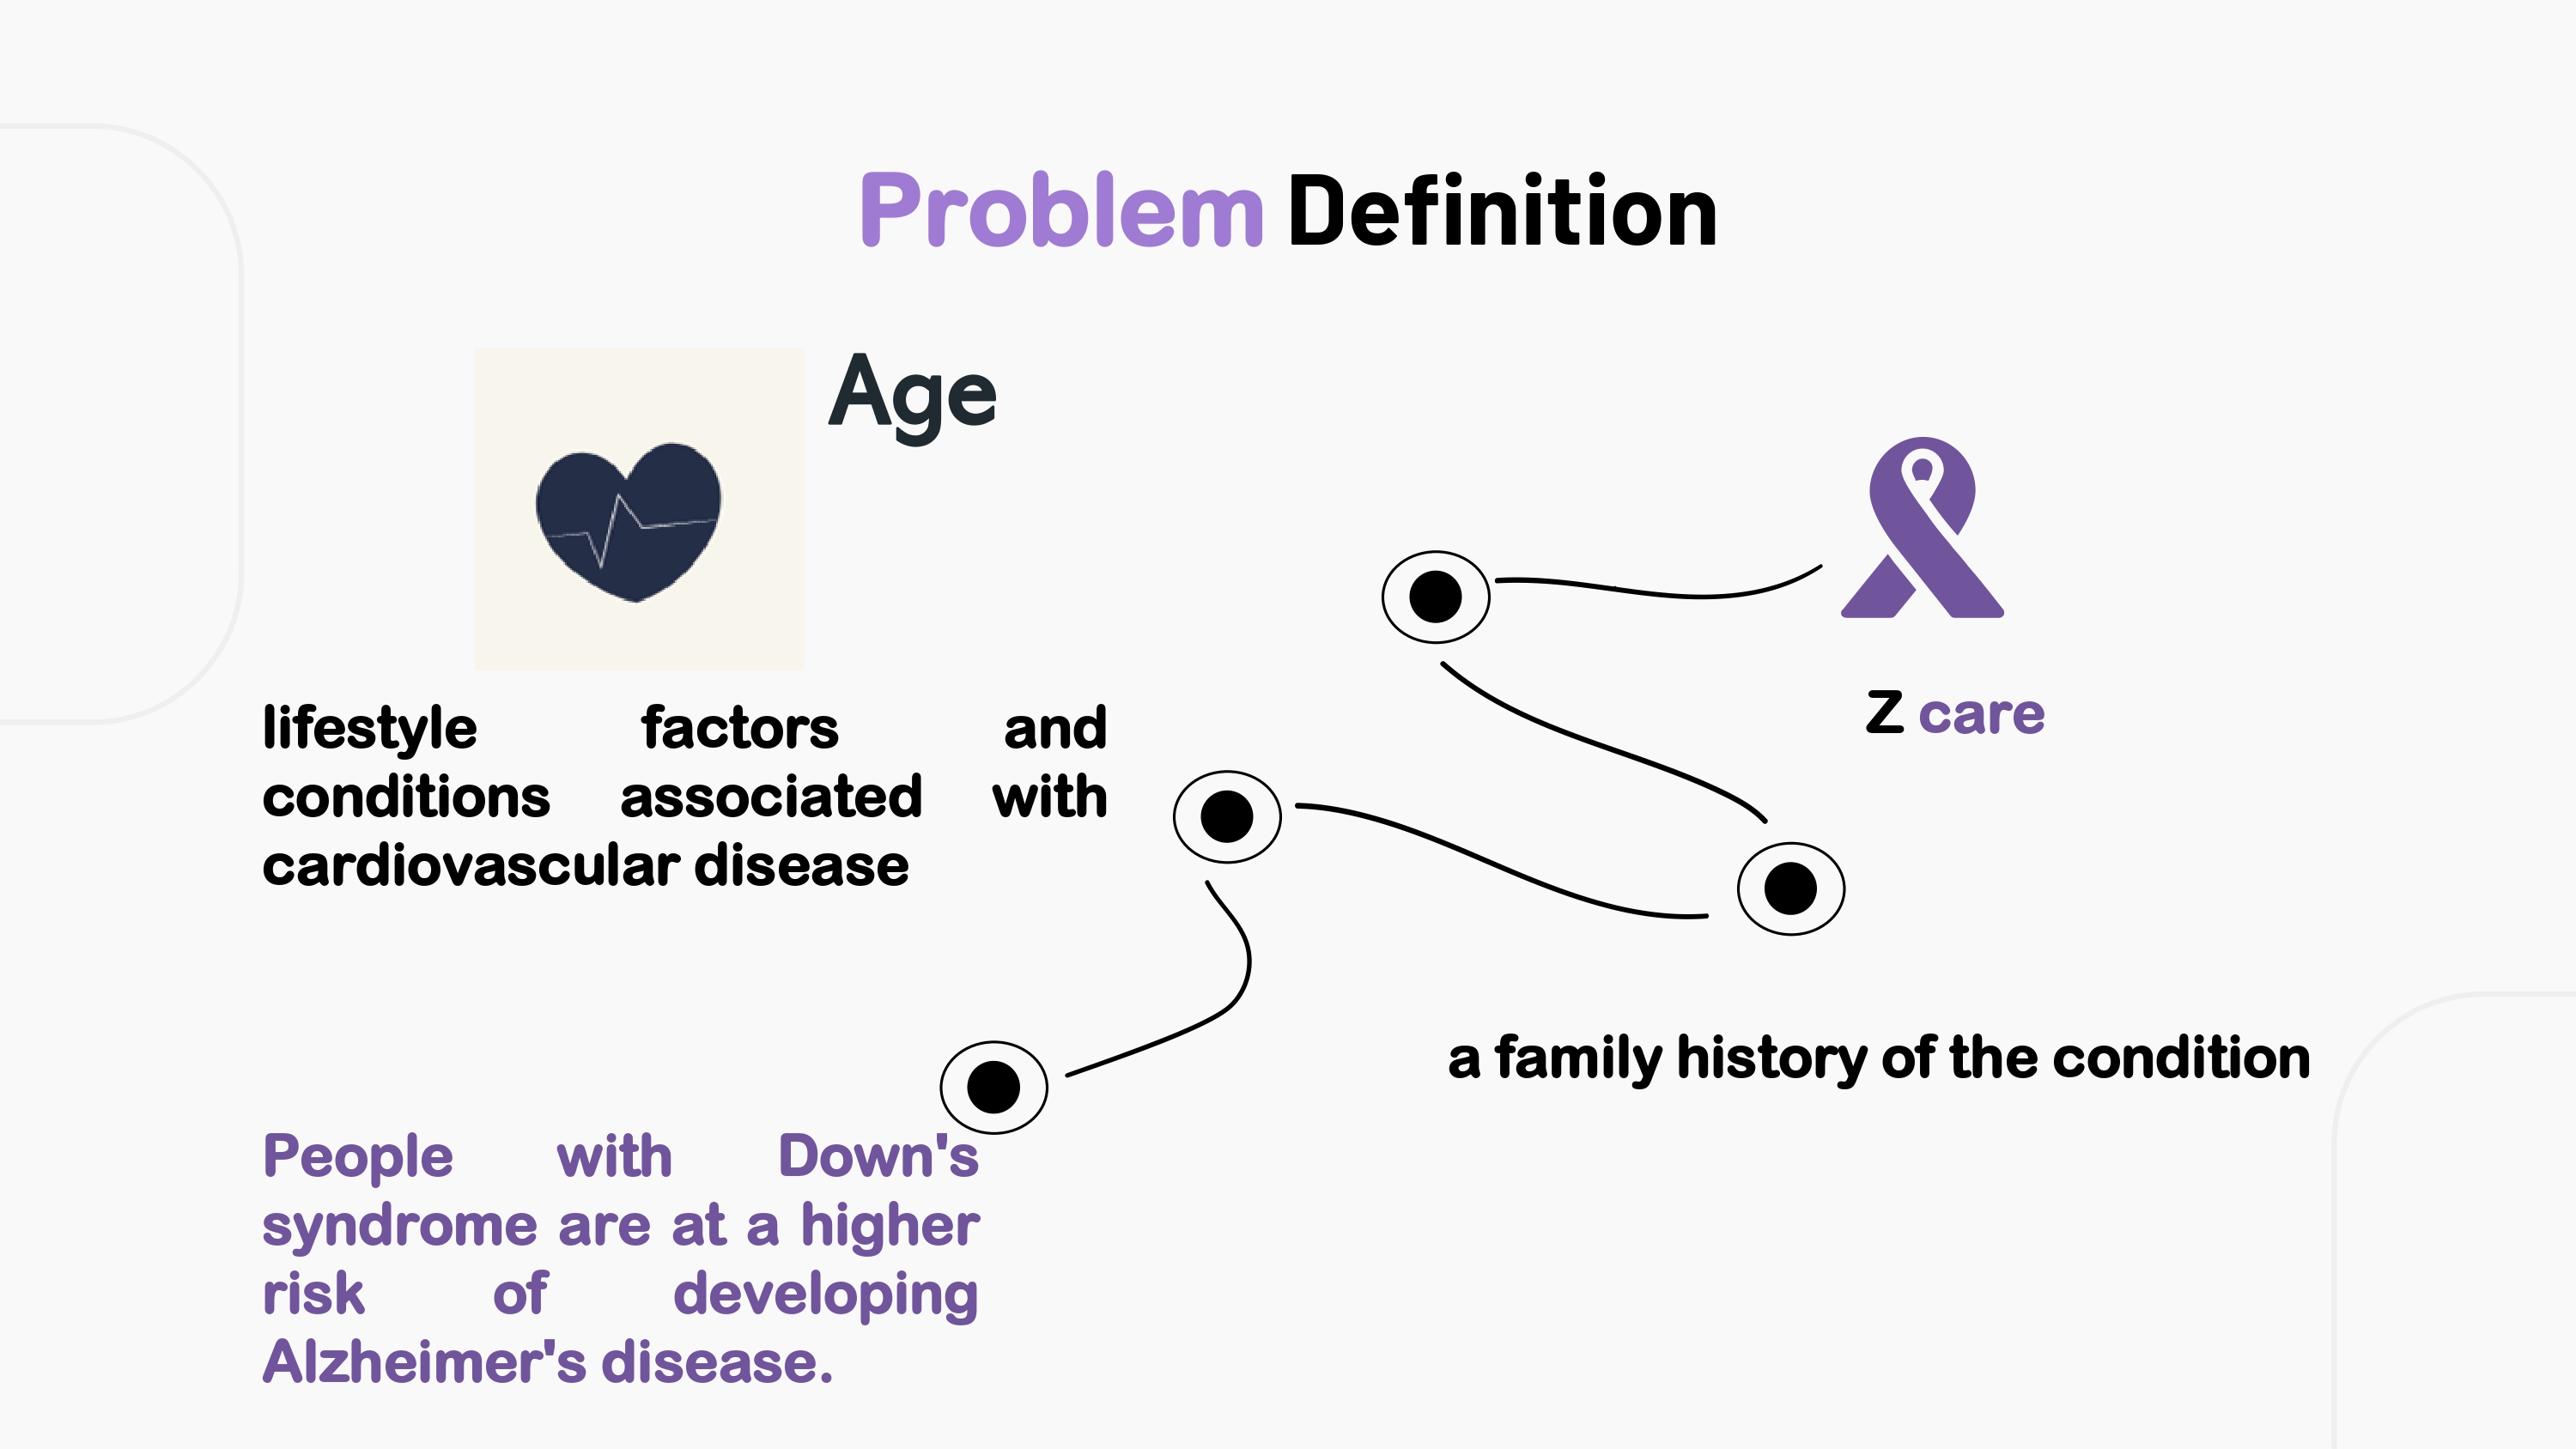 Problem Definition
Age
Z care
lifestyle factors and
conditions associated with
cardiovascular disease
a family history of the condition
People with Down's
syndrome are at a higher
risk of developing
Alzheimer's disease.